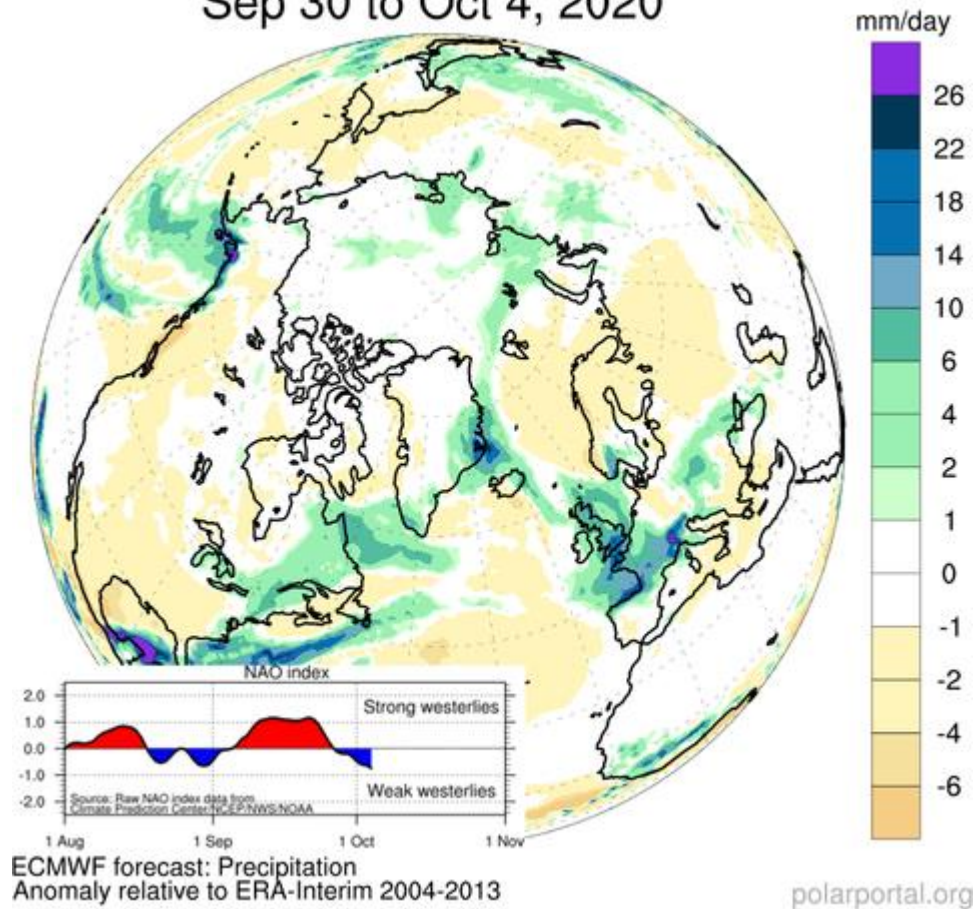 Sep 30 to Oct 4, 2020
mm/day
26
22
18
14
10
6
4
2
1
0
-1
-2
-4
-6
NAO index
2.0
1.0
0.0
-1.0
-2.0
Strong westerlies
Weak westerlies
Source: Raw NAO index data from
Climate Prediction Center/NCEP/NWS/NOAA
1 Aug
1 Sep
1 Oct
1 Nov
ECMWF forecast: Precipitation
Anomaly relative to ERA-Interim 2004-2013
polarportal.org